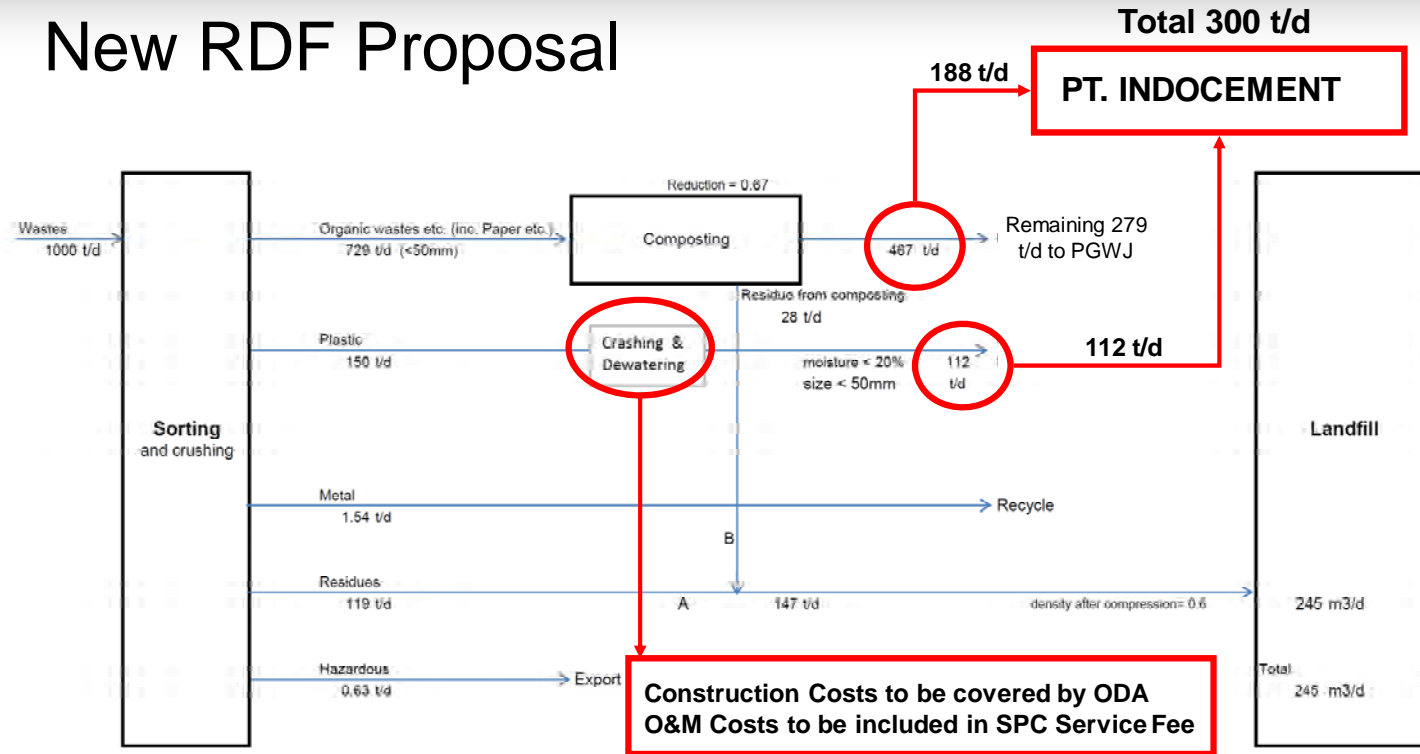 New RDF Proposal
Total 300 t/d
188 t/d
PT. INDOCEMENT
Reduction = 0.67
Wastes
1000 t/d
Organic wastes etc. (inc. Paper etc.)
729 t/d (<50mm)
Composting
467 t/d
Remaining 279
t/d to PGWJ
Residue from composting
28 t/d
Plastic
150 t/d
Crashing &
Dewatering
moisture < 20%
size < 50mm
112
t/d
112 t/d
Sorting
and crushing
Landfill
Metal
1.54 t/d
Recycle
B
Residues
119 t/d
A
147 t/d
density after compression= 0.6
245 m3/d
Hazardous
0.63 t/d
Export
Construction Costs to be covered by ODA
O&M Costs to be included in SPC Service Fee
Total
245 m3/d